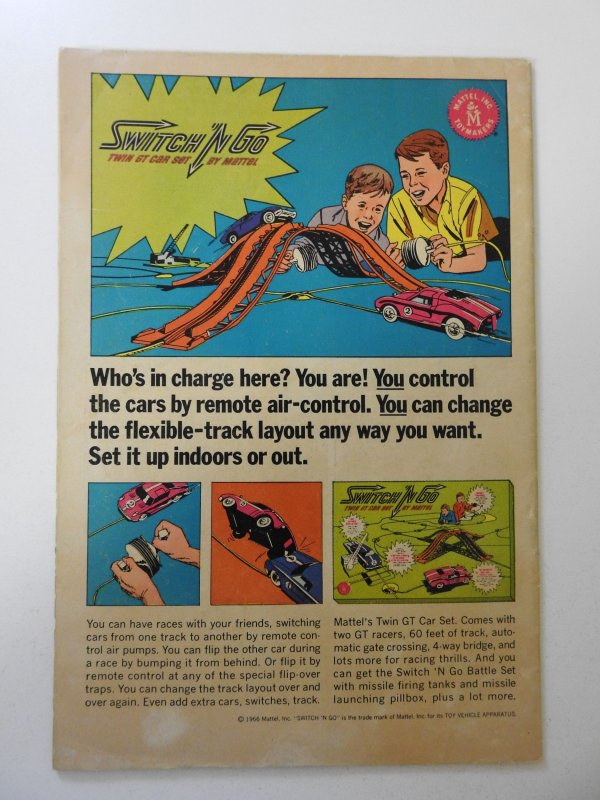 SWITCH 'N GO
TWIN GT CAR SET BY MATTEL
MATTEL, INC.
M
TOYMAKERS
2
Who's in charge here? You are! You control
the cars by remote air-control. You can change
the flexible-track layout any way you want.
Set it up indoors or out.
2
SWITCH 'N GO
TWIN GT CAR SET BY MATTEL
You can have races with your friends, switching
cars from one track to another by remote con-
trol air pumps. You can flip the other car during
a race by bumping it from behind. Or flip it by
remote control at any of the special flip-over
traps. You can change the track layout over and
over again. Even add extra cars, switches, track.
Mattel's Twin GT Car Set. Comes with
two GT racers, 60 feet of track, auto-
matic gate crossing, 4-way bridge, and
lots more for racing thrills. And you
can get the Switch 'N Go Battle Set
with missile firing tanks and missile
launching pillbox, plus a lot more.
© 1966 Mattel, Inc. "SWITCH 'N GO" is the trade mark of Mattel, Inc. for its TOY VEHICLE APPARATUS.